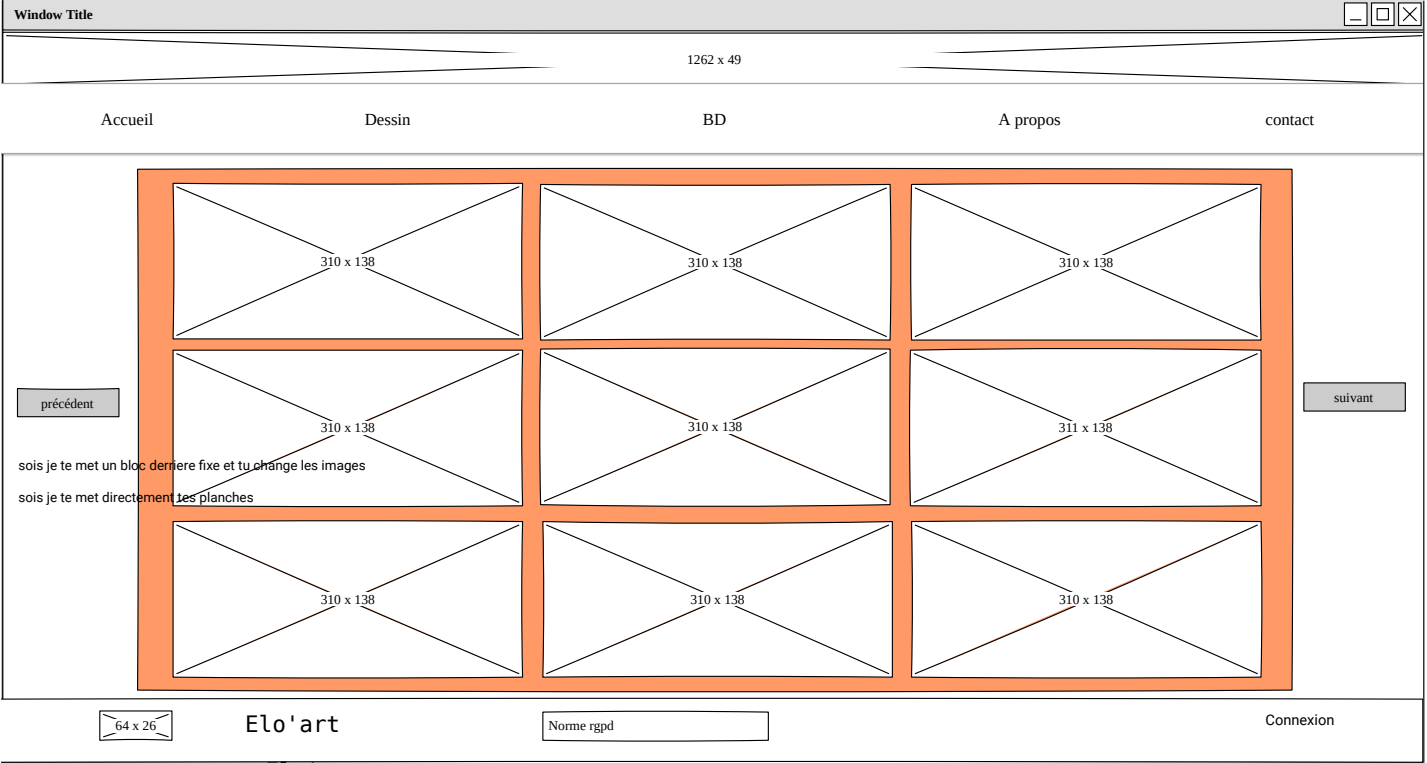 Window Title
1262 x 49
Accueil Dessin BD A propos contact
310 x 138 310 x 138 310 x 138
précédent 310 x 138 310 x 138 311 x 138 suivant
sois je te met un bloc derriere fixe et tu change les images
sois je te met directement tes planches
310 x 138 310 x 138 310 x 138
64 x 26 Elo'art Norme rgpd Connexion